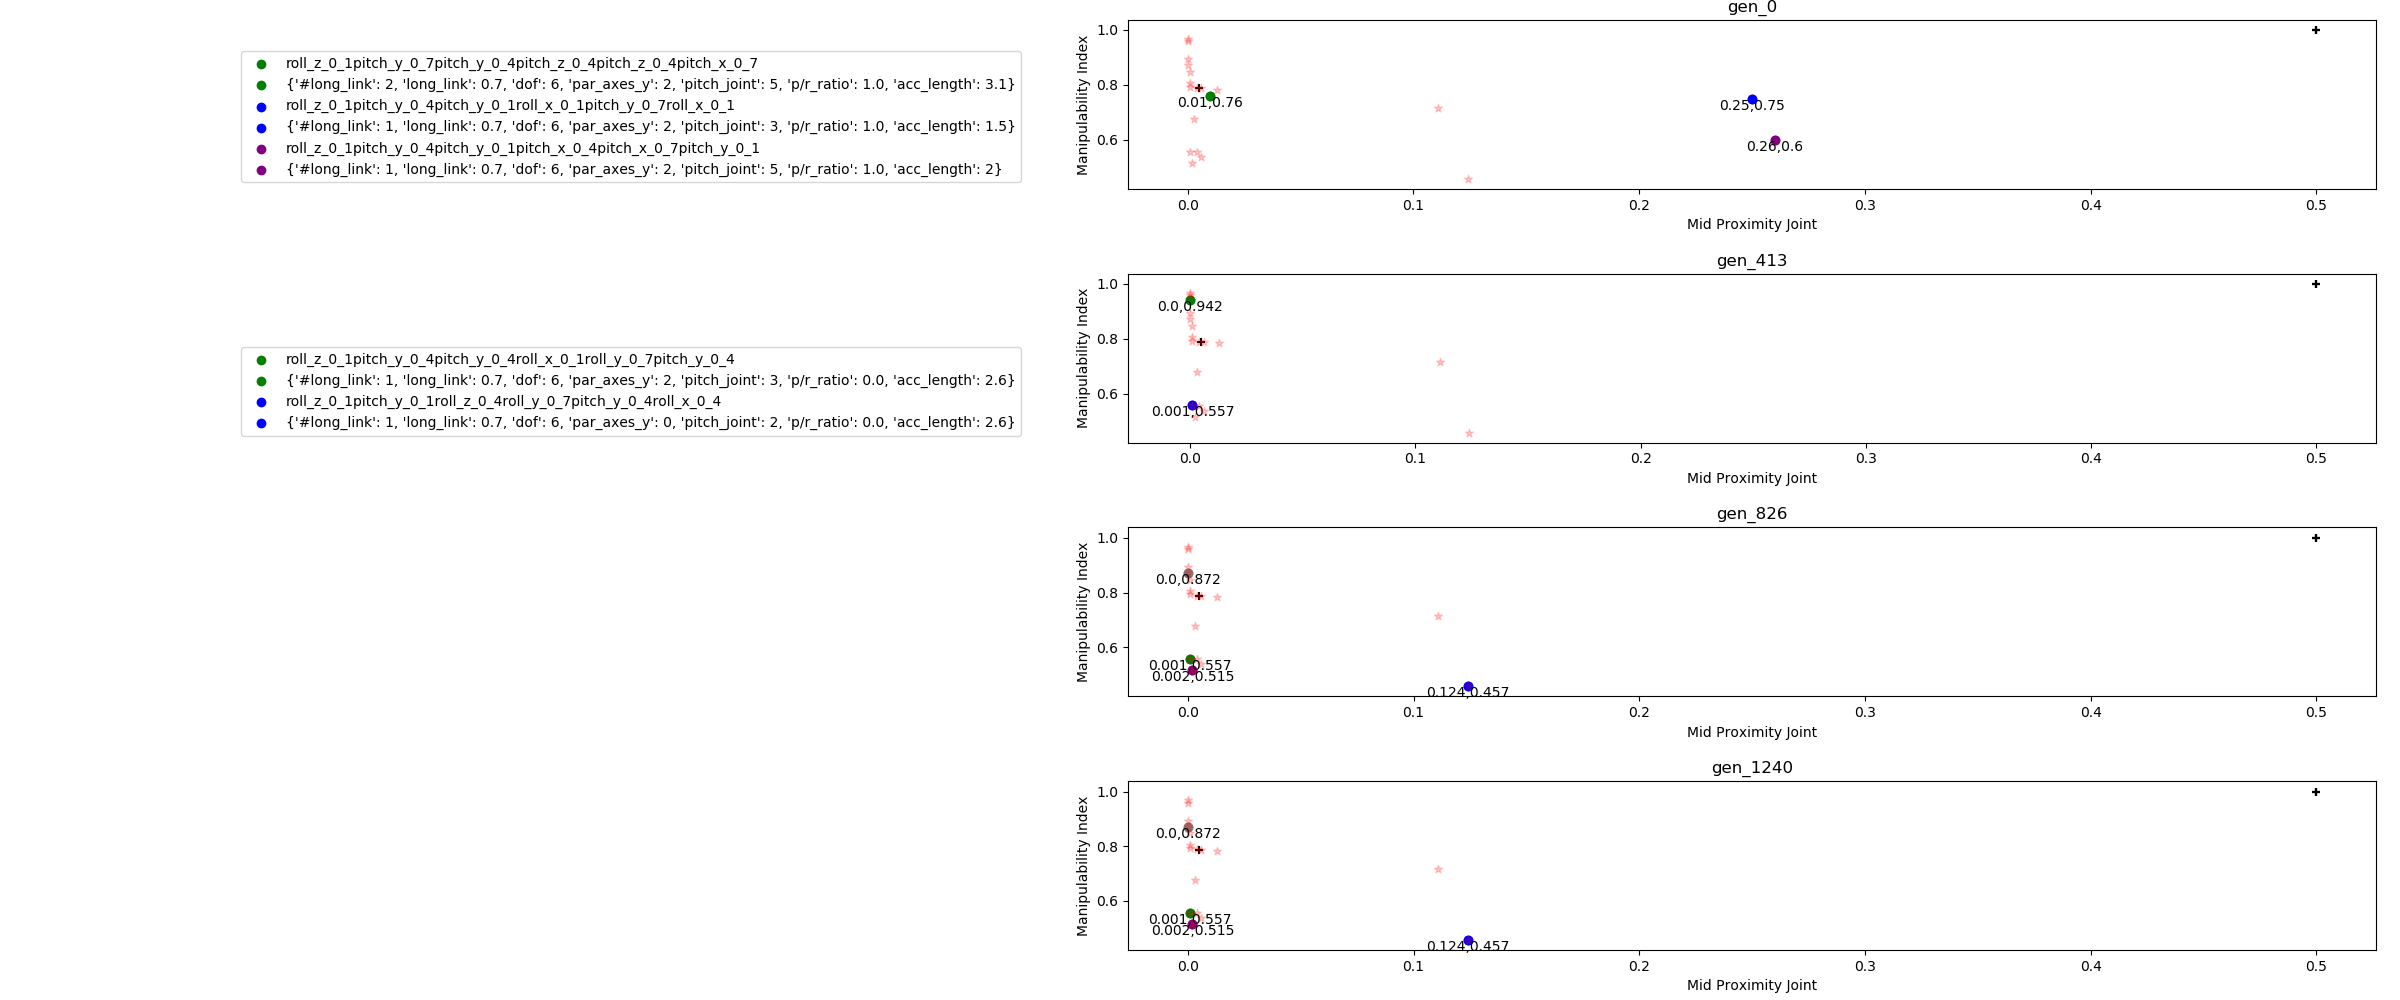 gen_0
roll_z_0_1pitch_y_0_7pitch_y_0_4pitch_z_0_4pitch_z_0_4pitch_x_0_7
{'#long_link': 2, 'long_link': 0.7, 'dof': 6, 'par_axes_y': 2, 'pitch_joint': 5, 'p/r_ratio': 1.0, 'acc_length': 3.1}
roll_z_0_1pitch_y_0_4pitch_y_0_1roll_x_0_1pitch_y_0_7roll_x_0_1
{'#long_link': 1, 'long_link': 0.7, 'dof': 6, 'par_axes_y': 2, 'pitch_joint': 3, 'p/r_ratio': 1.0, 'acc_length': 1.5}
roll_z_0_1pitch_y_0_4pitch_y_0_1pitch_x_0_4pitch_x_0_7pitch_y_0_1
{'#long_link': 1, 'long_link': 0.7, 'dof': 6, 'par_axes_y': 2, 'pitch_joint': 5, 'p/r_ratio': 1.0, 'acc_length': 2}
Manipulability Index
1.0
0.8
0.6
0.01,0.76
0.25,0.75
0.26,0.6
0.0 0.1 0.2 0.3 0.4 0.5
Mid Proximity Joint
gen_413
roll_z_0_1pitch_y_0_4pitch_y_0_4roll_x_0_1roll_y_0_7pitch_y_0_4
{'#long_link': 1, 'long_link': 0.7, 'dof': 6, 'par_axes_y': 2, 'pitch_joint': 3, 'p/r_ratio': 0.0, 'acc_length': 2.6}
roll_z_0_1pitch_y_0_1roll_z_0_4roll_y_0_7pitch_y_0_4roll_x_0_4
{'#long_link': 1, 'long_link': 0.7, 'dof': 6, 'par_axes_y': 0, 'pitch_joint': 2, 'p/r_ratio': 0.0, 'acc_length': 2.6}
Manipulability Index
1.0
0.8
0.6
0.0,0.942
0.001,0.557
0.0 0.1 0.2 0.3 0.4 0.5
Mid Proximity Joint
gen_826
Manipulability Index
1.0
0.8
0.6
0.0,0.872
0.001,0.557
0.002,0.515
0.124,0.457
0.0 0.1 0.2 0.3 0.4 0.5
Mid Proximity Joint
gen_1240
Manipulability Index
1.0
0.8
0.6
0.0,0.872
0.001,0.557
0.002,0.515
0.124,0.457
0.0 0.1 0.2 0.3 0.4 0.5
Mid Proximity Joint